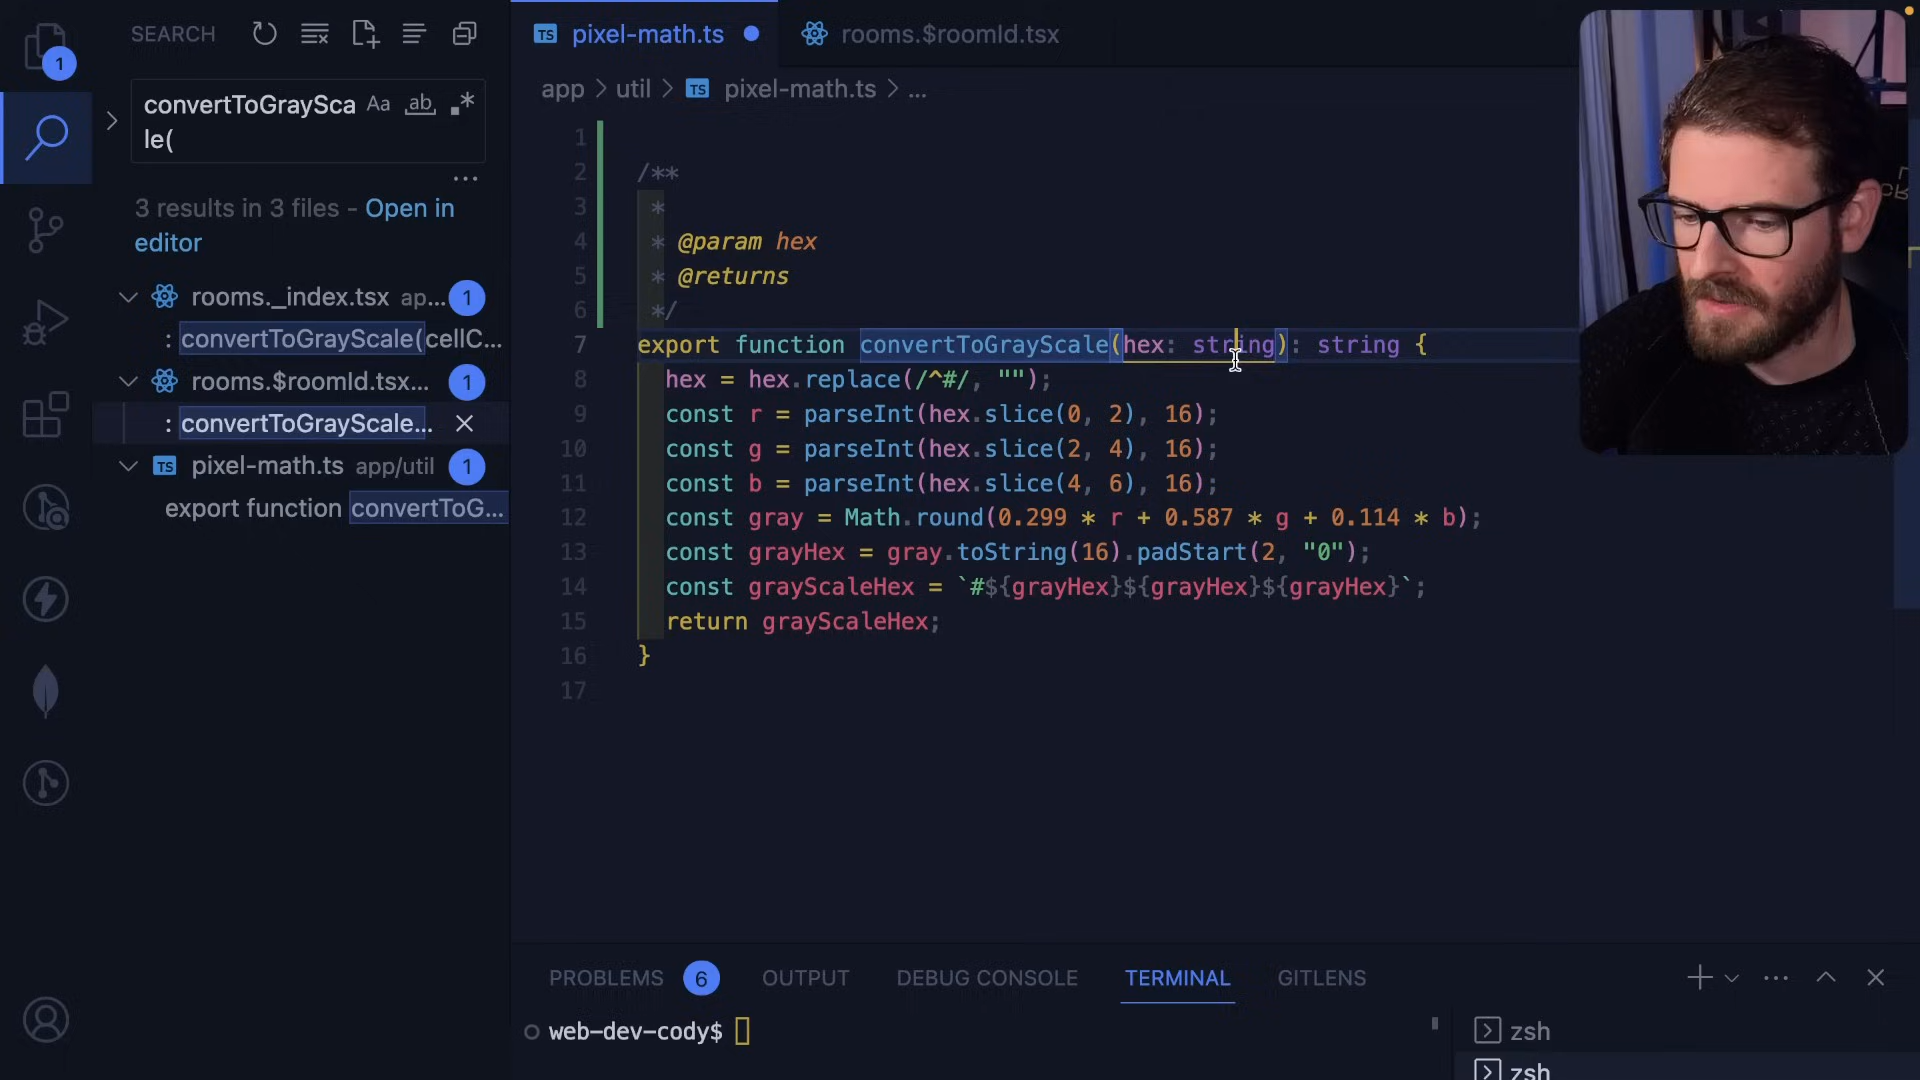 SEARCH
convertToGraySca
le(
Aa
ab
...
3 results in 3 files - Open in
editor
rooms._index.tsx ap... 1
: convertToGrayScale(cellC...
rooms.$roomId.tsx... 1
: convertToGrayScale...
pixel-math.ts app/util 1
export function convertToG...
1
TS pixel-math.ts
rooms.$roomId.tsx
app > util > TS pixel-math.ts > ...
1
2 /**
3 *
4 * @param hex
5 * @returns
6 */
7 export function convertToGrayScale(hex: string): string {
8 hex = hex.replace(/^#/, "");
9 const r = parseInt(hex.slice(0, 2), 16);
10 const g = parseInt(hex.slice(2, 4), 16);
11 const b = parseInt(hex.slice(4, 6), 16);
12 const gray = Math.round(0.299 * r + 0.587 * g + 0.114 * b);
13 const grayHex = gray.toString(16).padStart(2, "0");
14 const grayScaleHex = `#${grayHex}${grayHex}${grayHex}`;
15 return grayScaleHex;
16 }
17
PROBLEMS 6 OUTPUT DEBUG CONSOLE TERMINAL GITLENS
web-dev-cody$
zsh
zsh